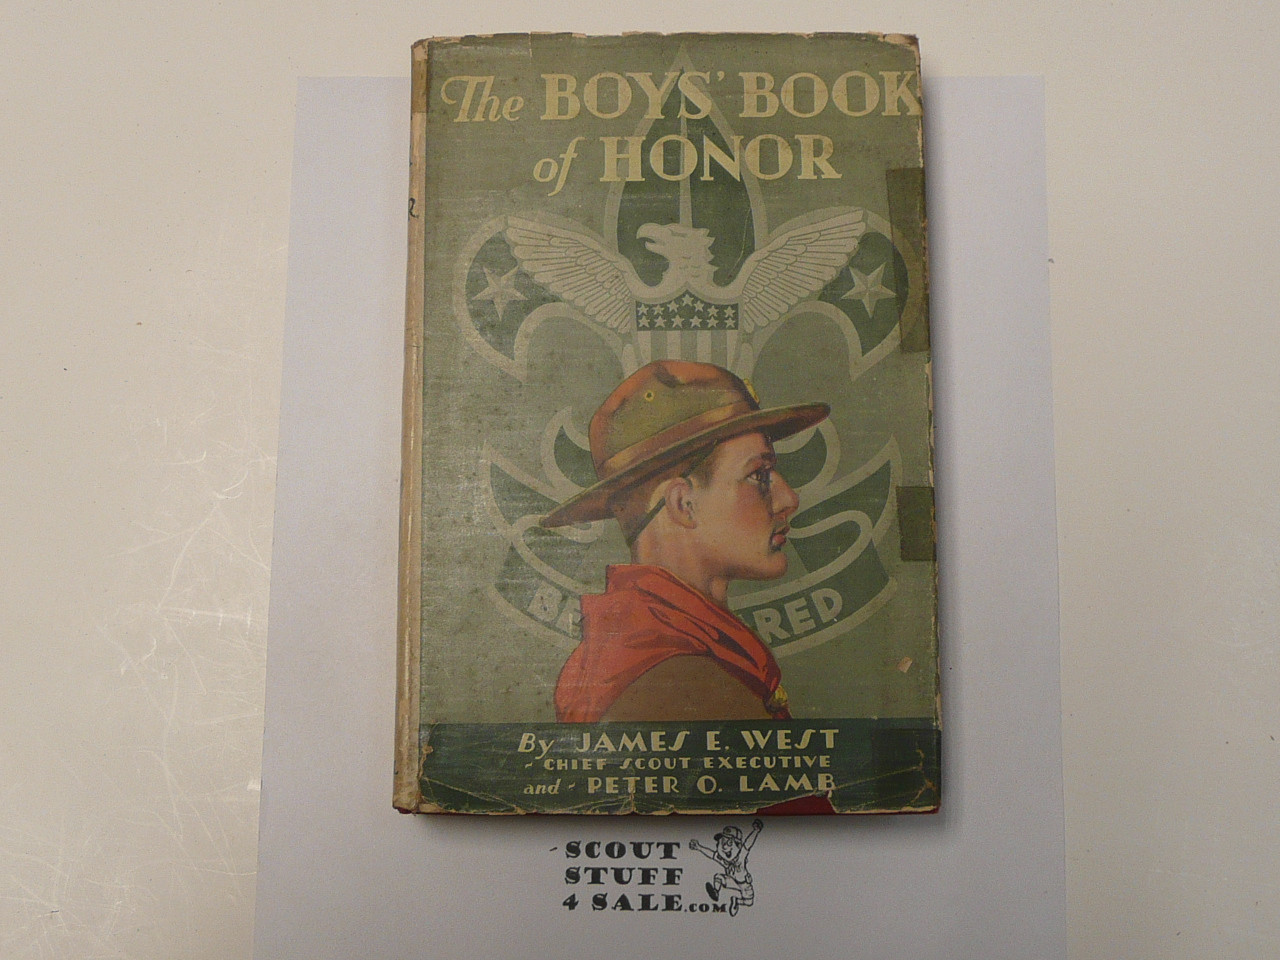 The BOYS' BOOK
of HONOR
By JAMES E. WEST
CHIEF SCOUT EXECUTIVE
and PETER O. LAMB
SCOUT
STUFF
4 SALE.COM